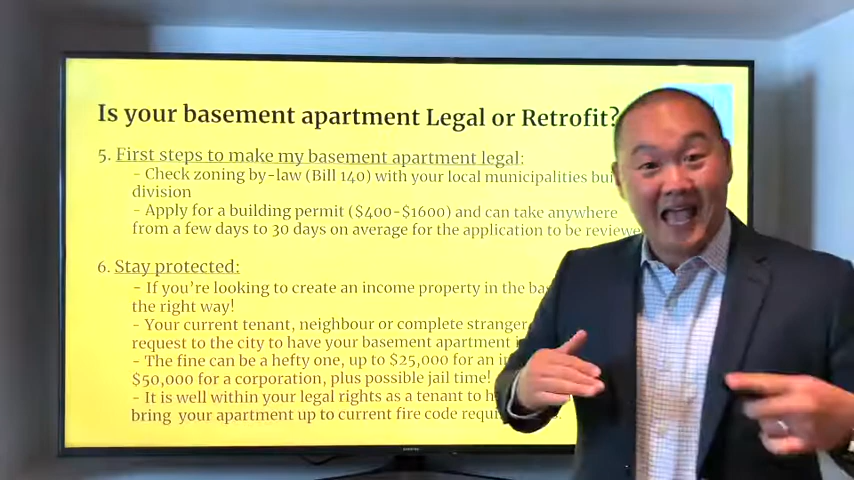 Is your basement apartment Legal or Retrofit?
5. First steps to make my basement apartment legal:
- Check zoning by-law (Bill 140) with your local municipalities
division
- Apply for a building permit ($400-$1600) and can take anywhere
from a few days to 30 days on average for the application to be
6. Stay protected:
- If you're looking to create an income property in the
the right way!
- Your current tenant, neighbour or complete stranger
request to the city to have your basement apartment
- The fine can be a hefty one, up to $25,000 for an
$50,000 for a corporation, plus possible jail time!
- It is well within your legal rights as a tenant to
bring your apartment up to current fire code